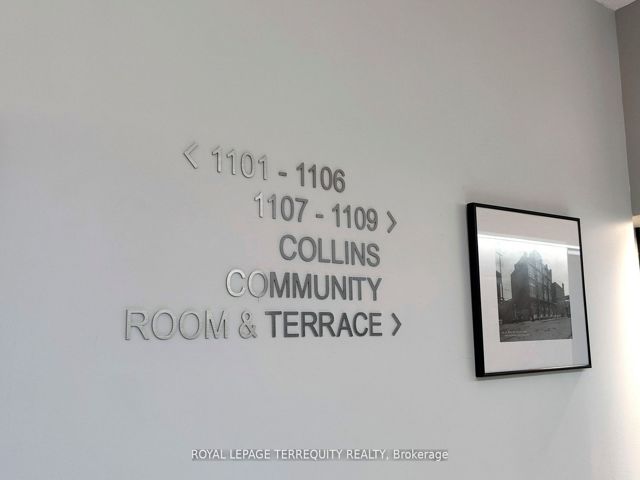 < 1101 - 1106
1107 - 1109 >
COLLINS
COMMUNITY
ROOM & TERRACE >
ROYAL LEPAGE TERREQUITY REALTY, Brokerage